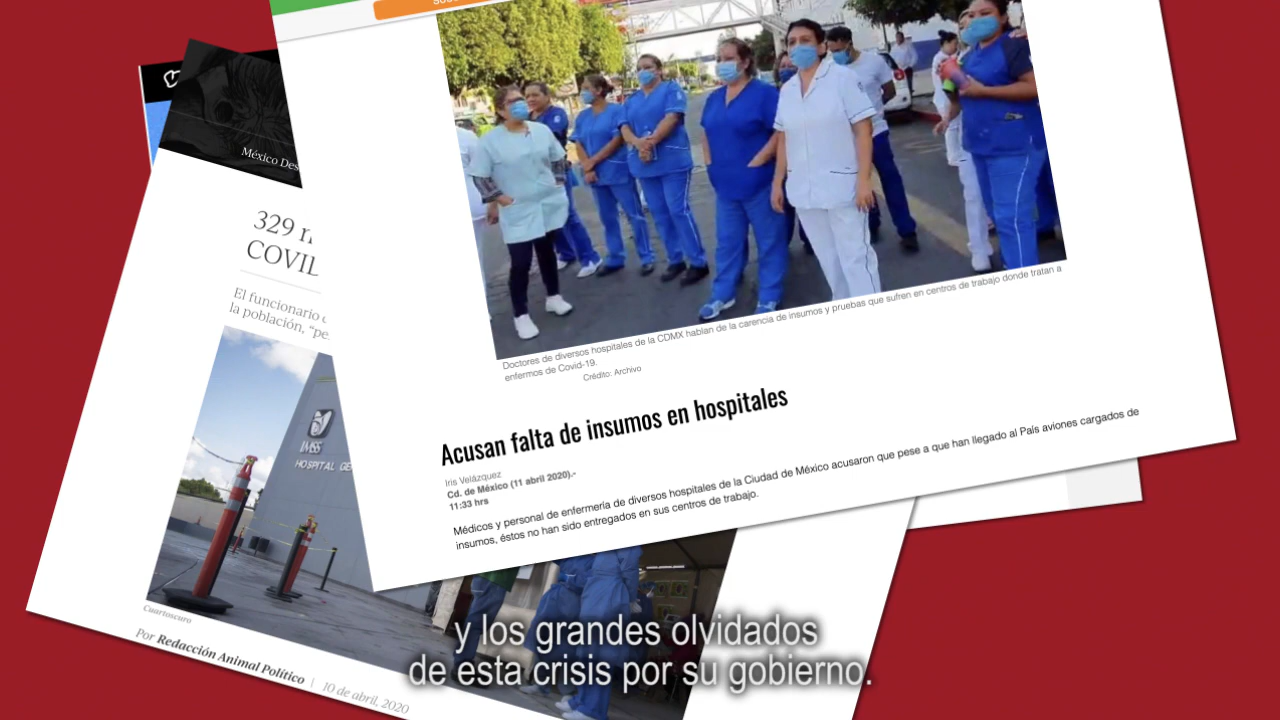 México Des
329
COVID
El funcionario
la población, “pe
IMSS
HOSPITAL GE
Cuartoscuro
Por Redacción Animal Político | 10 de abril, 2020
Doctores de diversos hospitales de la CDMX hablan de la carencia de insumos y pruebas que sufren en centros de trabajo donde tratan a
enfermos de Covid-19.
Crédito: Archivo
Acusan falta de insumos en hospitales
Iris Velázquez
Cd. de México (11 abril 2020).-
11:33 hrs
Médicos y personal de enfermería de diversos hospitales de la Ciudad de México acusaron que pese a que han llegado al País aviones cargados de
insumos, éstos no han sido entregados en sus centros de trabajo.
y los grandes olvidados
de esta crisis por su gobierno.